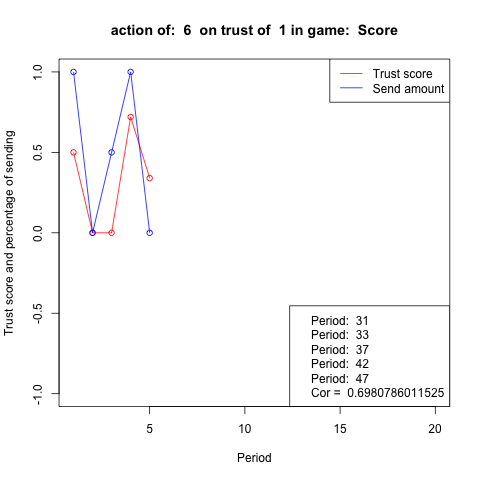 action of:  6  on trust of  1 in game:  Score
Trust score
Send amount
Trust score and percentage of sending
1.0
0.5
0.0
-0.5
-1.0
Period:  31
Period:  33
Period:  37
Period:  42
Period:  47
Cor =  0.6980786011525
5
10
15
20
Period